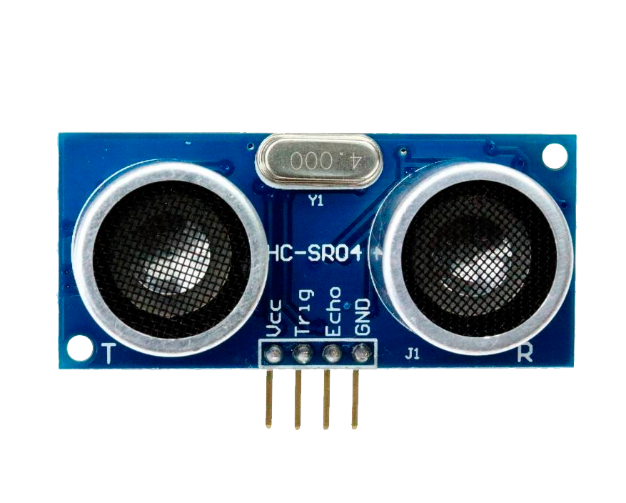 4.000
Y1
HC-SR04
Vcc
Trig
Echo
GND
T
J1
R